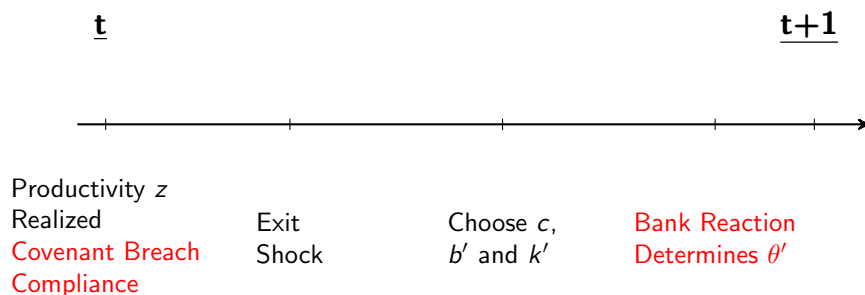 t
t+1
Productivity z
Realized
Covenant Breach
Compliance
Exit
Shock
Choose c,
b′ and k′
Bank Reaction
Determines θ′